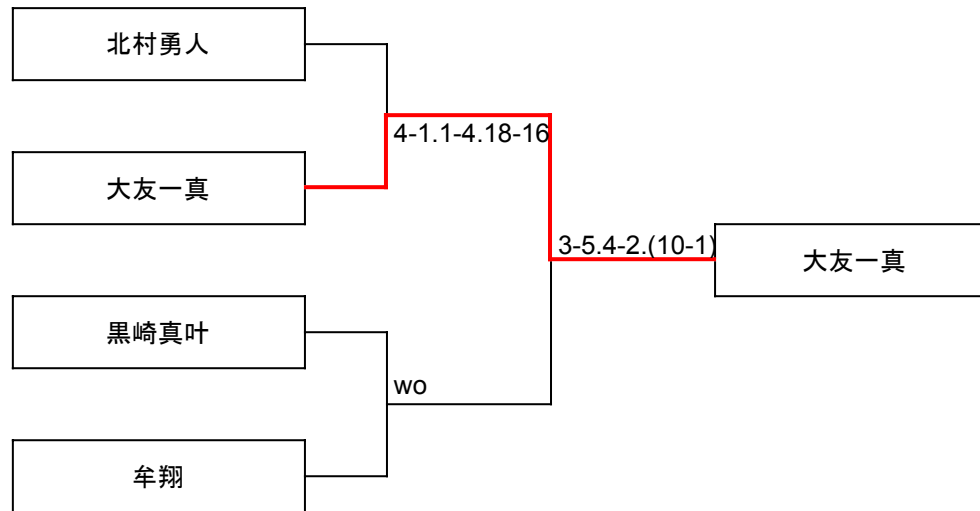 北村勇人
4-1.1-4.18-16
大友一真
3-5.4-2.(10-1)
大友一真
黒崎真叶
wo
牟翔